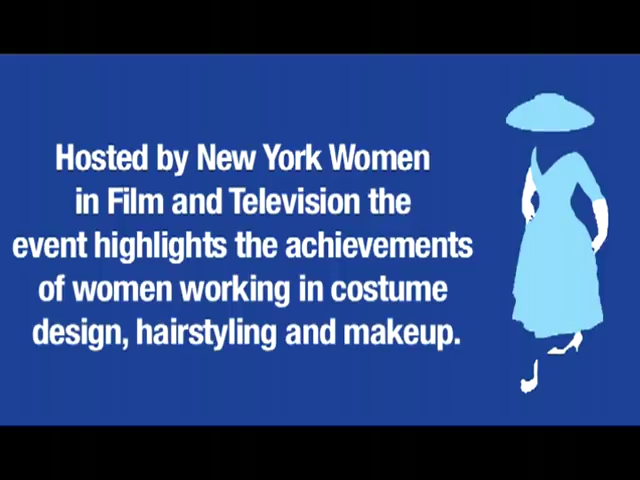 Hosted by New York Women
in Film and Television the
event highlights the achievements
of women working in costume
design, hairstyling and makeup.